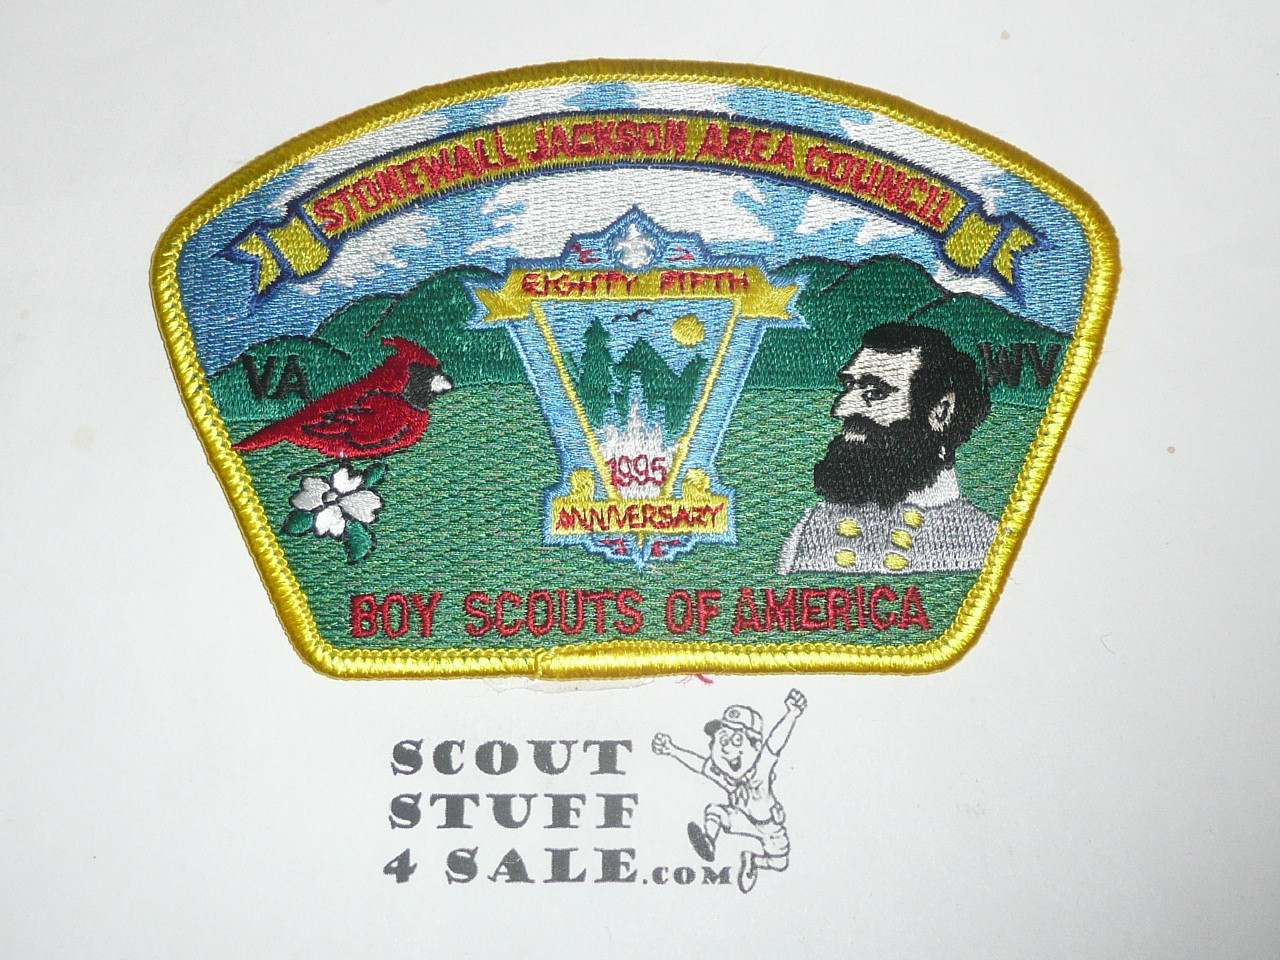 STONEWALL JACKSON AREA COUNCIL
EIGHTY FIFTH
VA
WV
1995
ANNIVERSARY
BOY SCOUTS OF AMERICA
SCOUT
STUFF
4 SALE.COM